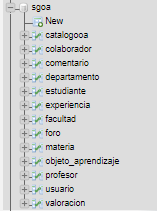 sgoa
New
catalogooa
colaborador
comentario
departamento
estudiante
experiencia
facultad
foro
materia
objeto_aprendizaje
profesor
usuario
valoracion